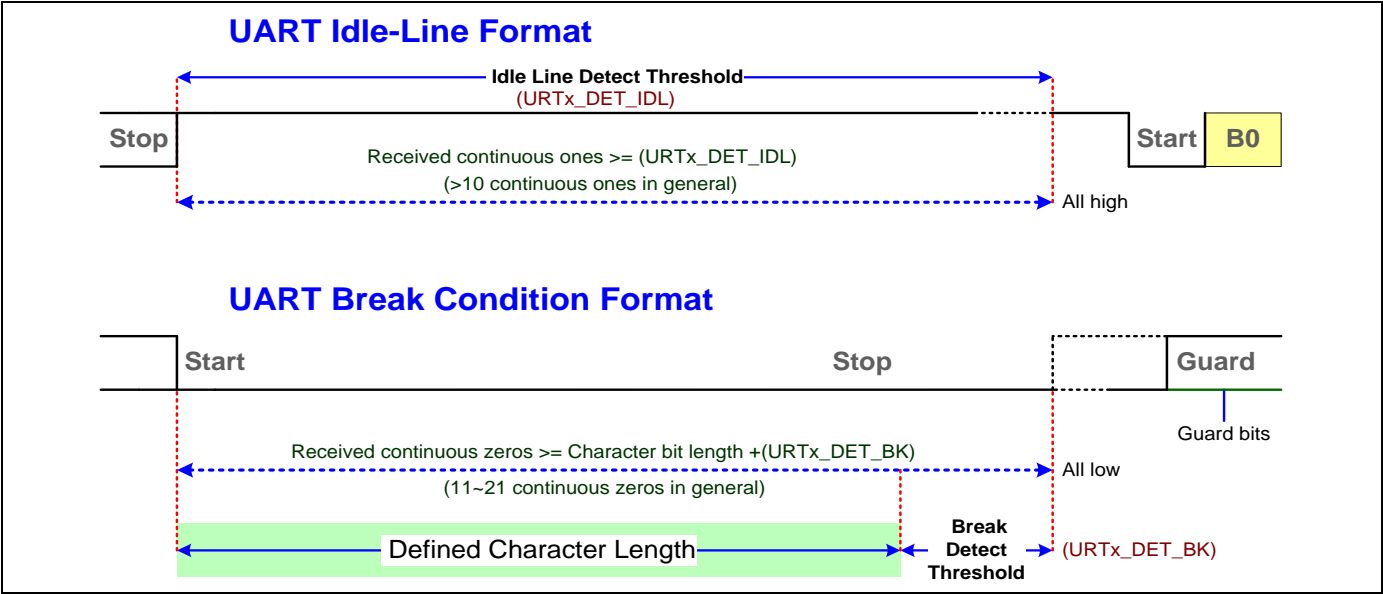 UART Idle-Line Format
Idle Line Detect Threshold
(URTx_DET_IDL)
Stop
Start
B0
Received continuous ones >= (URTx_DET_IDL)
(>10 continuous ones in general)
All high
UART Break Condition Format
Start
Stop
Guard
Guard bits
Received continuous zeros >= Character bit length +(URTx_DET_BK)
All low
(11~21 continuous zeros in general)
Defined Character Length
Break
Detect
Threshold
(URTx_DET_BK)